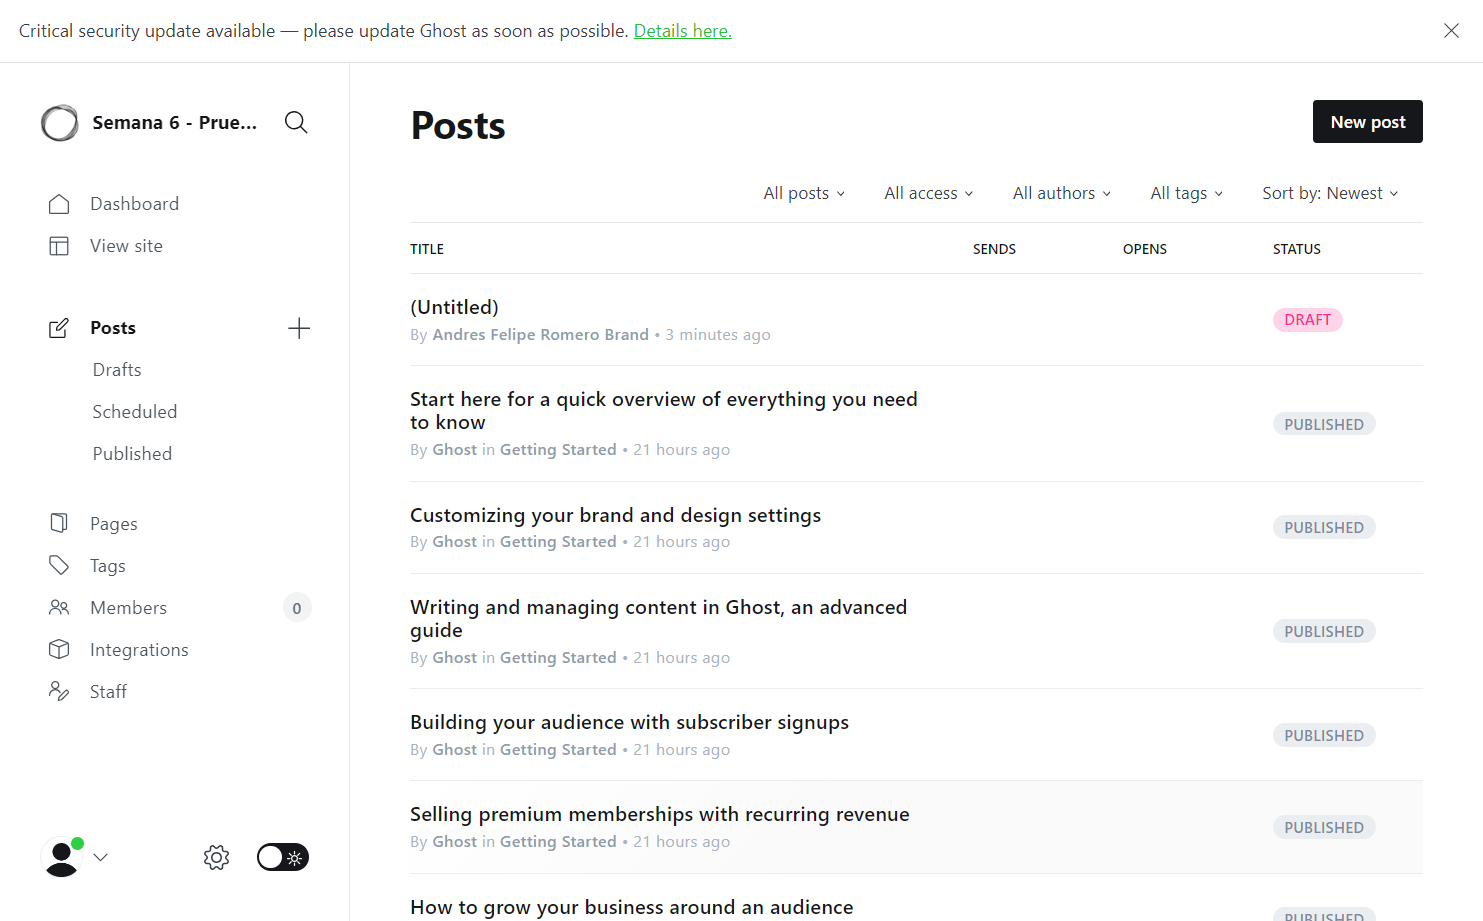 Critical security update available — please update Ghost as soon as possible. Details here.
Semana 6 - Prue...
Dashboard
View site
Posts
Drafts
Scheduled
Published
Pages
Tags
Members 0
Integrations
Staff
Posts
New post
All posts All access All authors All tags Sort by: Newest
TITLE SENDS OPENS STATUS
(Untitled)
By Andres Felipe Romero Brand • 3 minutes ago
DRAFT
Start here for a quick overview of everything you need
to know
By Ghost in Getting Started • 21 hours ago
PUBLISHED
Customizing your brand and design settings
By Ghost in Getting Started • 21 hours ago
PUBLISHED
Writing and managing content in Ghost, an advanced
guide
By Ghost in Getting Started • 21 hours ago
PUBLISHED
Building your audience with subscriber signups
By Ghost in Getting Started • 21 hours ago
PUBLISHED
Selling premium memberships with recurring revenue
By Ghost in Getting Started • 21 hours ago
PUBLISHED
How to grow your business around an audience
PUBLISHED